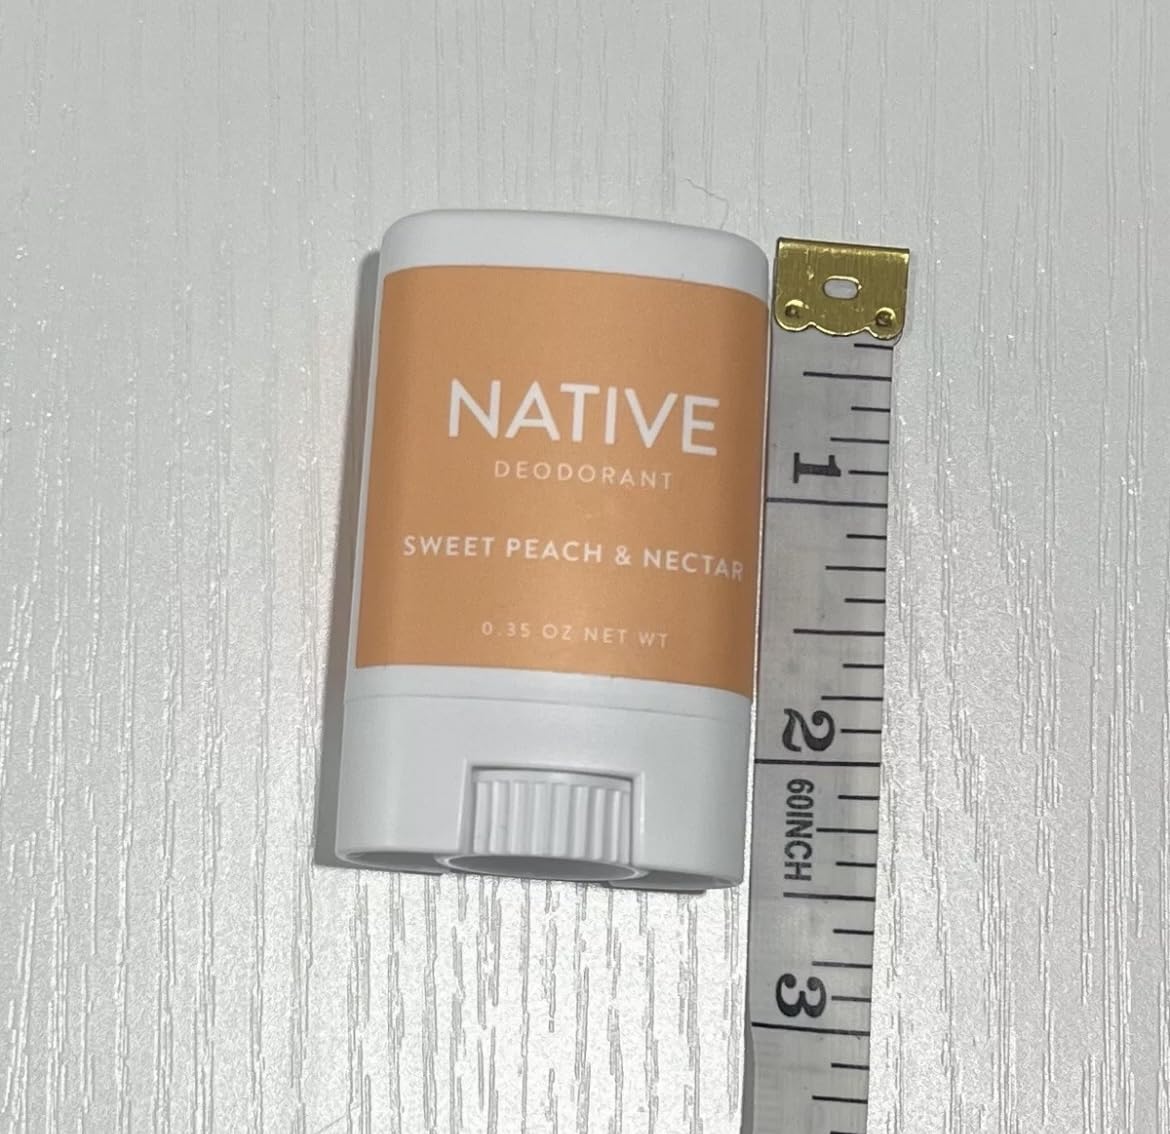 NATIVE
DEODORANT
SWEET PEACH & NECTAR
0.35 OZ NET WT
1
2
60INCH
3